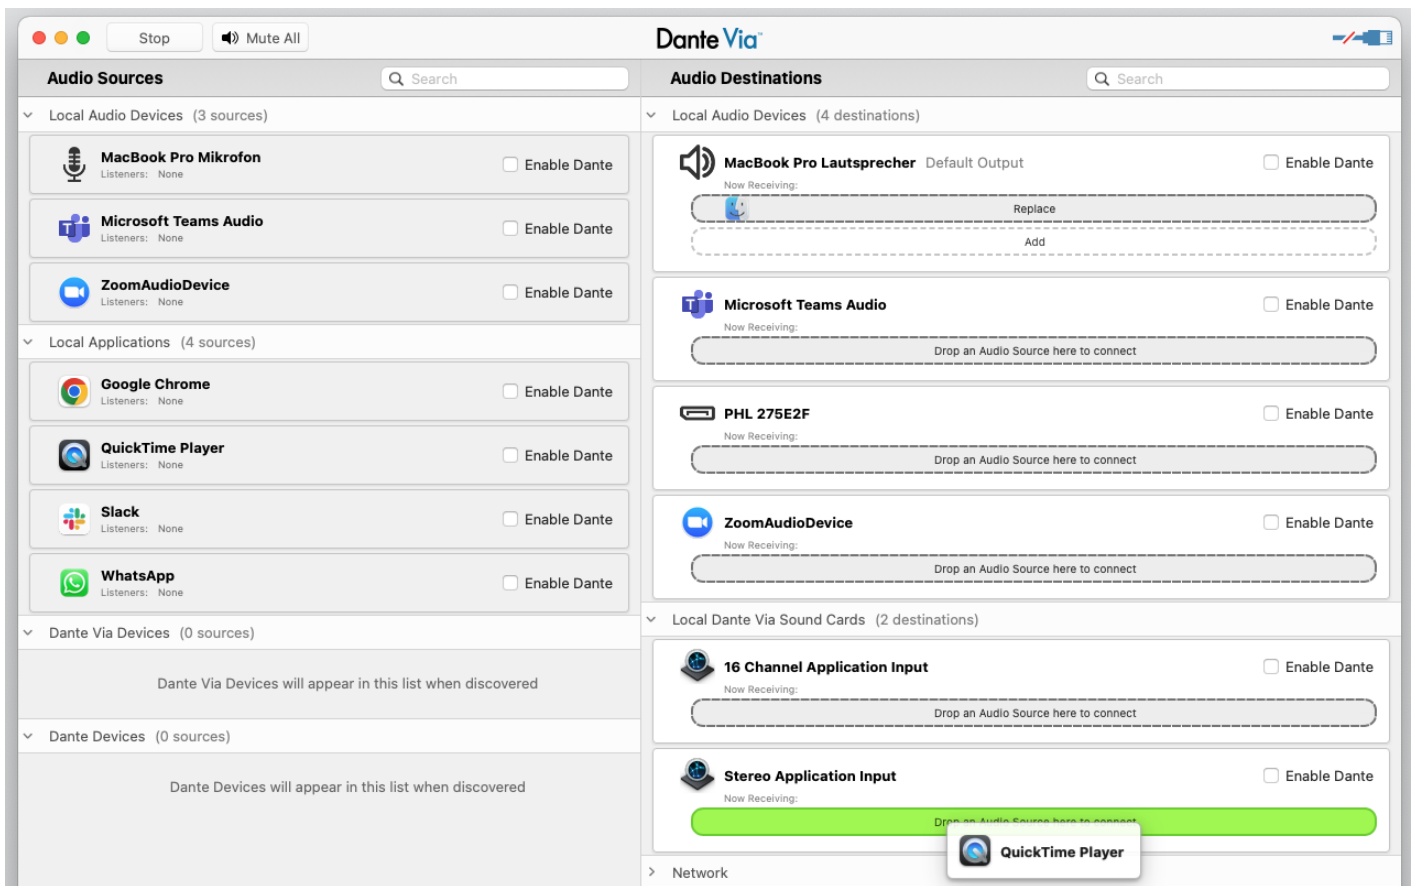 Stop
Mute All
Dante Via™
Audio Sources
Search
Local Audio Devices (3 sources)
MacBook Pro Mikrofon
Listeners: None
Enable Dante
Microsoft Teams Audio
Listeners: None
Enable Dante
ZoomAudioDevice
Listeners: None
Enable Dante
Local Applications (4 sources)
Google Chrome
Listeners: None
Enable Dante
QuickTime Player
Listeners: None
Enable Dante
Slack
Listeners: None
Enable Dante
WhatsApp
Listeners: None
Enable Dante
Dante Via Devices (0 sources)
Dante Via Devices will appear in this list when discovered
Dante Devices (0 sources)
Dante Devices will appear in this list when discovered
Audio Destinations
Search
Local Audio Devices (4 destinations)
MacBook Pro Lautsprecher Default Output
Enable Dante
Now Receiving:
Replace
Add
Microsoft Teams Audio
Enable Dante
Now Receiving:
Drop an Audio Source here to connect
PHL 275E2F
Enable Dante
Now Receiving:
Drop an Audio Source here to connect
ZoomAudioDevice
Enable Dante
Now Receiving:
Drop an Audio Source here to connect
Local Dante Via Sound Cards (2 destinations)
16 Channel Application Input
Enable Dante
Now Receiving:
Drop an Audio Source here to connect
Stereo Application Input
Enable Dante
Now Receiving:
Drop an Audio Source here to connect
QuickTime Player
Network